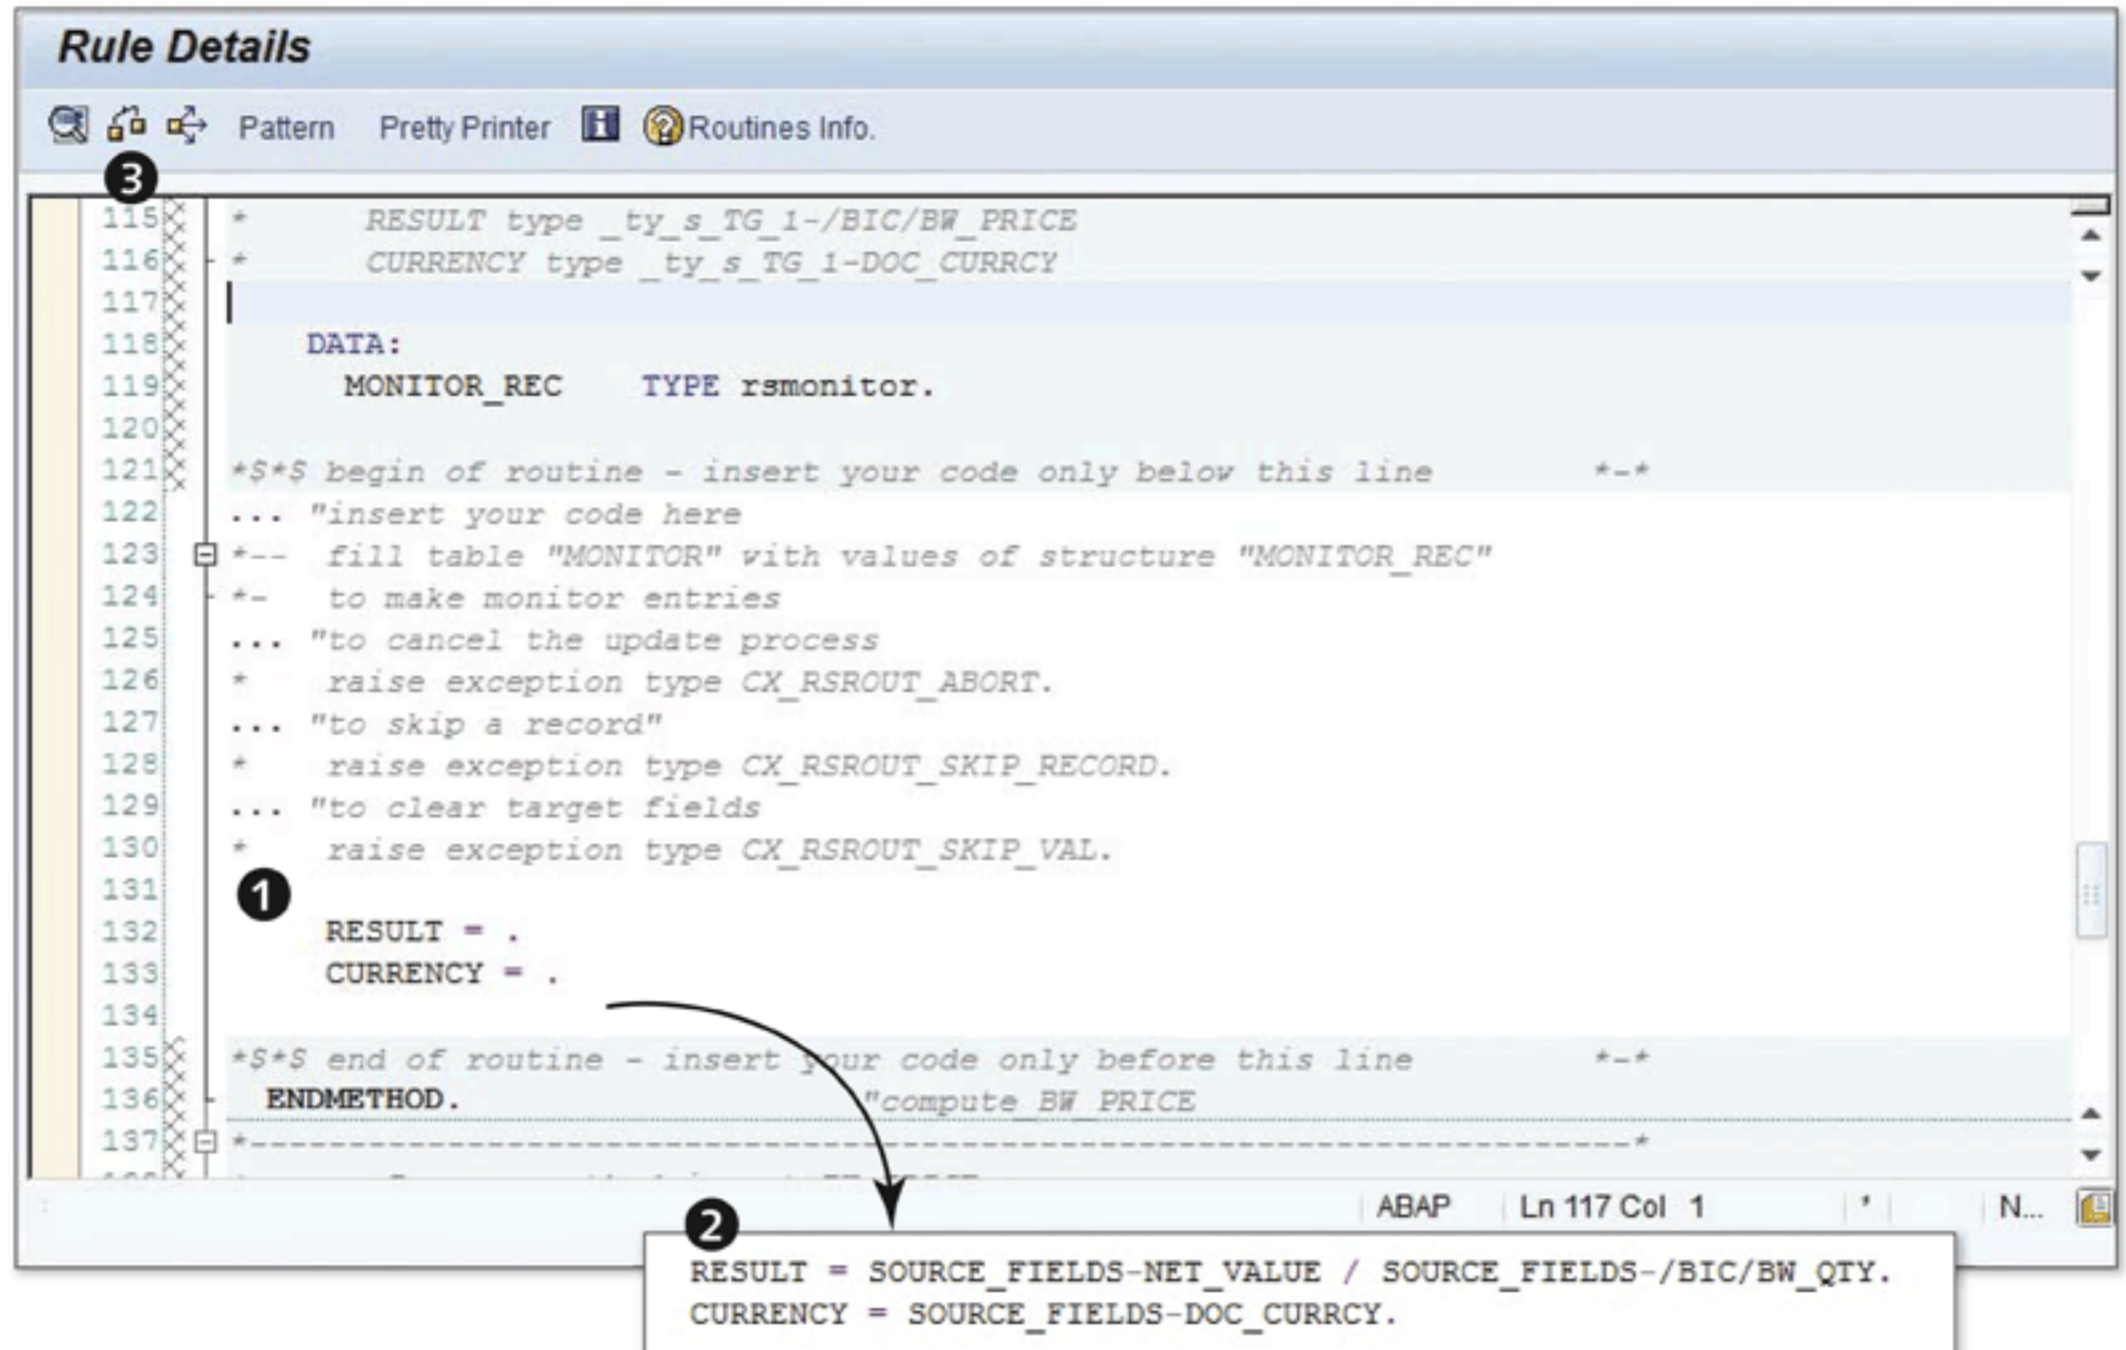 Rule Details
Pattern Pretty Printer Routines Info.
3
115 * RESULT type _ty_s_TG_1-/BIC/BW_PRICE
116 * CURRENCY type _ty_s_TG_1-DOC_CURRCY
117
118 DATA:
119 MONITOR_REC TYPE rsmonitor.
120
121 *$*$ begin of routine - insert your code only below this line *-*
122 ... "insert your code here
123 *-- fill table "MONITOR" with values of structure "MONITOR_REC"
124 *- to make monitor entries
125 ... "to cancel the update process
126 * raise exception type CX_RSROUT_ABORT.
127 ... "to skip a record"
128 * raise exception type CX_RSROUT_SKIP_RECORD.
129 ... "to clear target fields
130 * raise exception type CX_RSROUT_SKIP_VAL.
131 1
132 RESULT = .
133 CURRENCY = .
134
135 *$*$ end of routine - insert your code only before this line *-*
136 ENDMETHOD. "compute_BW_PRICE
137 *----------------------------------------------------------------------*
ABAP Ln 117 Col 1 * N...
2
RESULT = SOURCE_FIELDS-NET_VALUE / SOURCE_FIELDS-/BIC/BW_QTY.
CURRENCY = SOURCE_FIELDS-DOC_CURRCY.